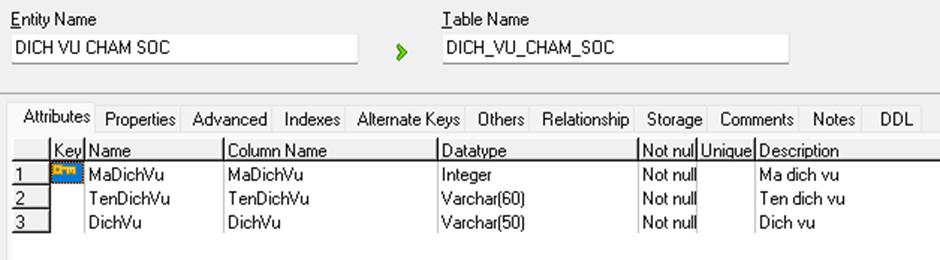 Entity Name Table Name
DICH VU CHAM SOC DICH_VU_CHAM_SOC
Attributes Properties Advanced Indexes Alternate Keys Others Relationship Storage Comments Notes DDL
Key Name Column Name Datatype Not nul Unique Description
1 MaDichVu MaDichVu Integer Not null Ma dich vu
2 TenDichVu TenDichVu Varchar(60) Not null Ten dich vu
3 DichVu DichVu Varchar(50) Not null Dich vu